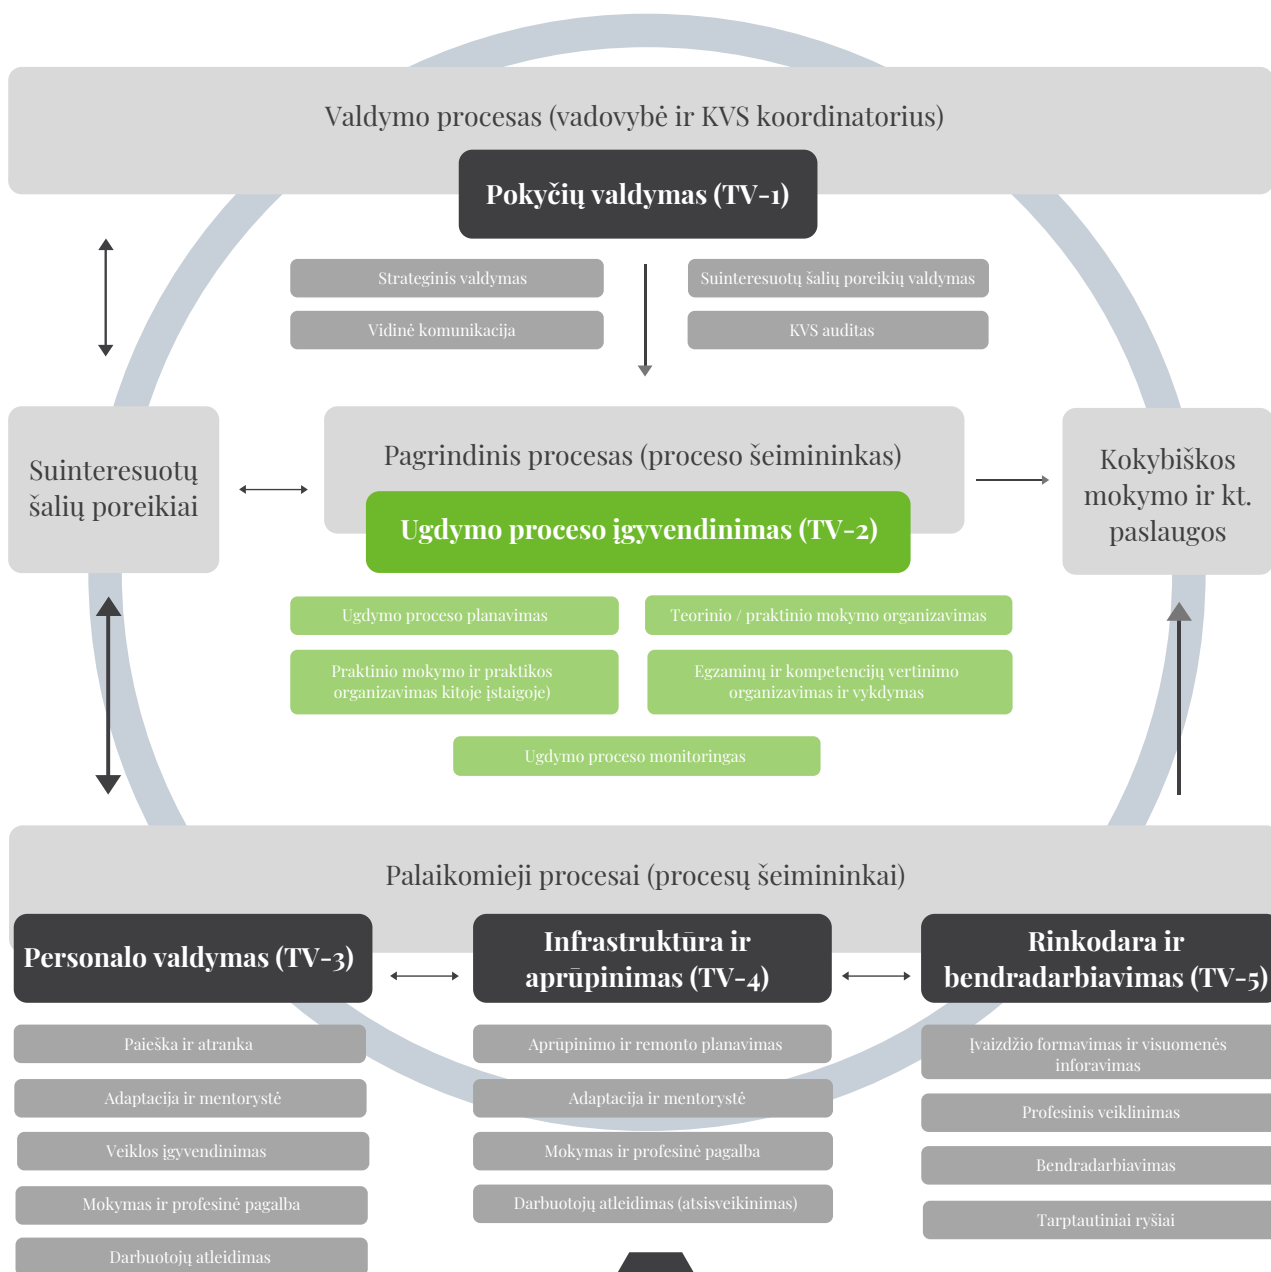 Valdymo procesas (vadovybė ir KVS koordinatorius)
Pokyčių valdymas (TV-1)
Strateginis valdymas
Suinteresuotų šalių poreikių valdymas
Vidinė komunikacija
KVS auditas
Suinteresuotų
šalių poreikiai
Pagrindinis procesas (proceso šeimininkas)
Ugdymo proceso įgyvendinimas (TV-2)
Kokybiškos
mokymo ir kt.
paslaugos
Ugdymo proceso planavimas
Teorinio / praktinio mokymo organizavimas
Praktinio mokymo ir praktikos
organizavimas kitoje įstaigoje)
Egzaminų ir kompetencijų vertinimo
organizavimas ir vykdymas
Ugdymo proceso monitoringas
Palaikomieji procesai (procesų šeimininkai)
Personalo valdymas (TV-3)
Paieška ir atranka
Adaptacija ir mentorystė
Veiklos įgyvendinimas
Mokymas ir profesinė pagalba
Darbuotojų atleidimas
Infrastruktūra ir
aprūpinimas (TV-4)
Aprūpinimo ir remonto planavimas
Adaptacija ir mentorystė
Mokymas ir profesinė pagalba
Darbuotojų atleidimas (atsisveikinimas)
Rinkodara ir
bendradarbiavimas (TV-5)
Įvaizdžio formavimas ir visuomenės
inforavimas
Profesinis veiklinimas
Bendradarbiavimas
Tarptautiniai ryšiai